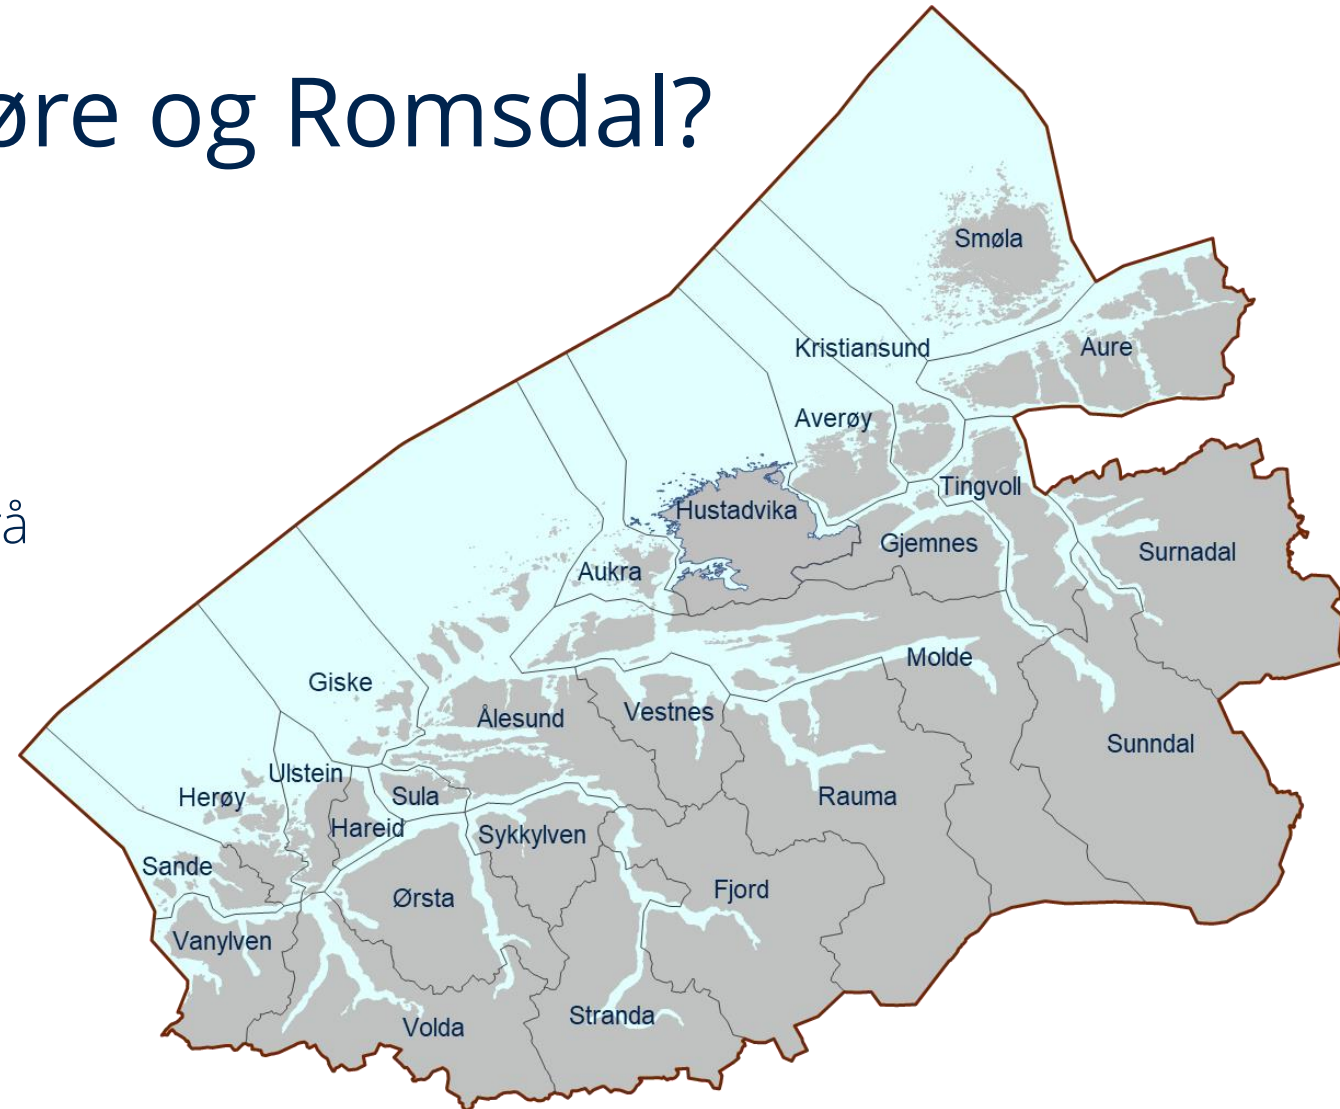 øre og Romsdal?
Smøla
Kristiansund
Aure
Averøy
Tingvoll
Hustadvika
å
Gjemnes
Surnadal
Aukra
Molde
Giske
Vestnes
Ålesund
Sunndal
Ulstein
Herøy
Sula
Rauma
Hareid
Sykkylven
Sande
Fjord
Ørsta
Vanylven
Stranda
Volda